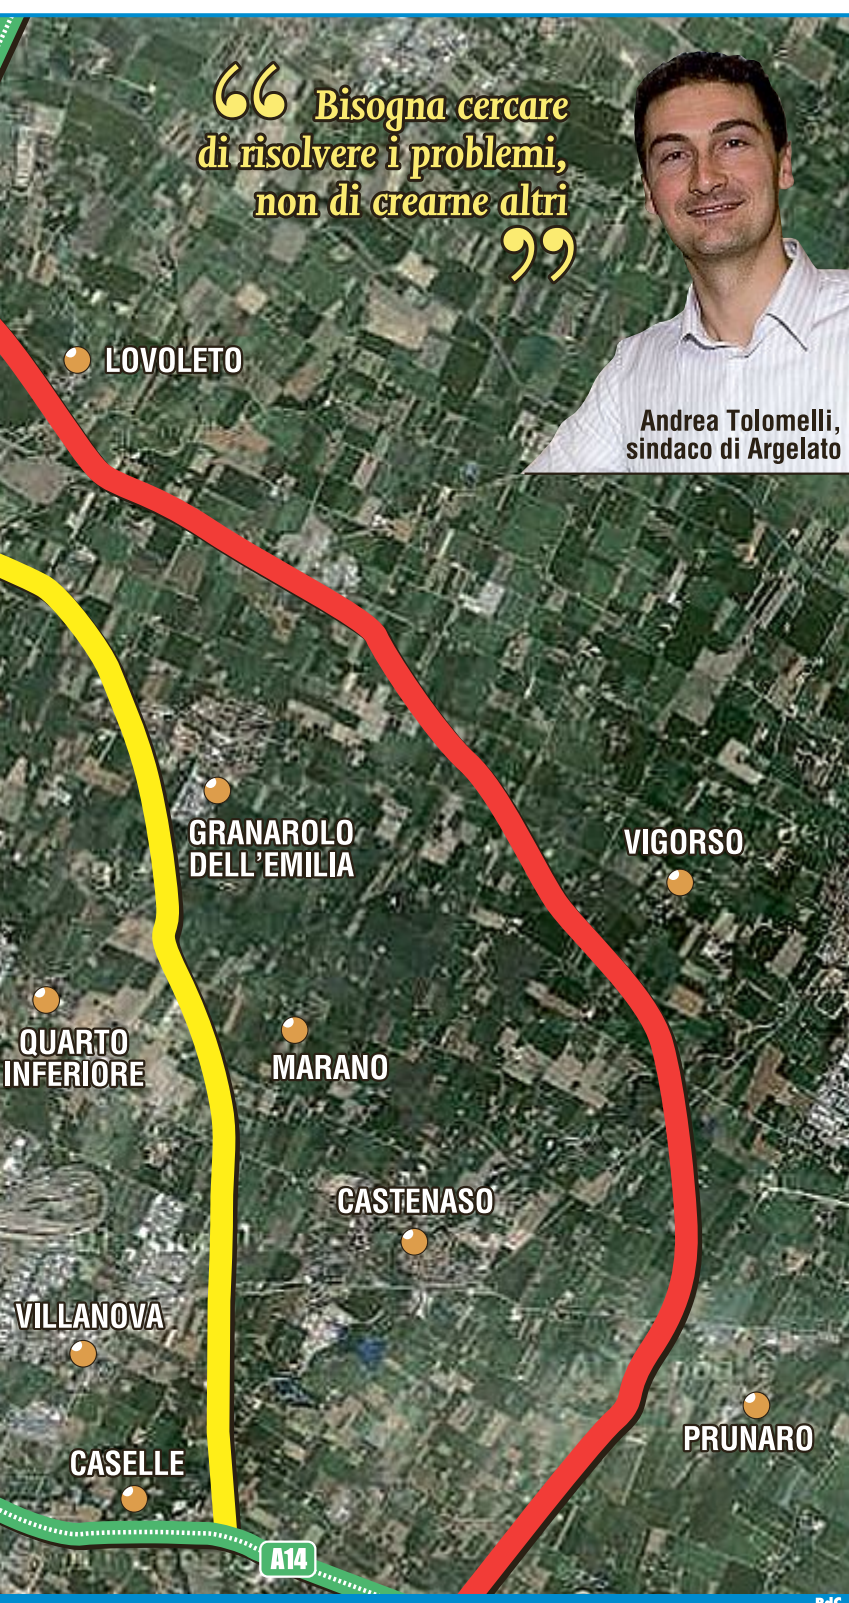 “ Bisogna cercare
di risolvere i problemi,
non di crearne altri
”
Andrea Tolomelli,
sindaco di Argelato
LOVOLETO
GRANAROLO
DELL'EMILIA
VIGORSO
QUARTO
INFERIORE
MARANO
CASTENASO
VILLANOVA
PRUNARO
CASELLE
A14
RdC